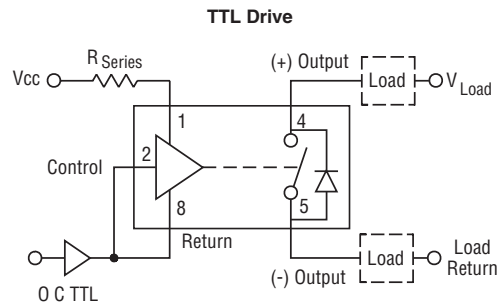 TTL Drive
R Series
Vcc
(+) Output
Load
V Load
1
4
Control
2
8
5
Return
O C TTL
(-) Output
Load
Load
Return